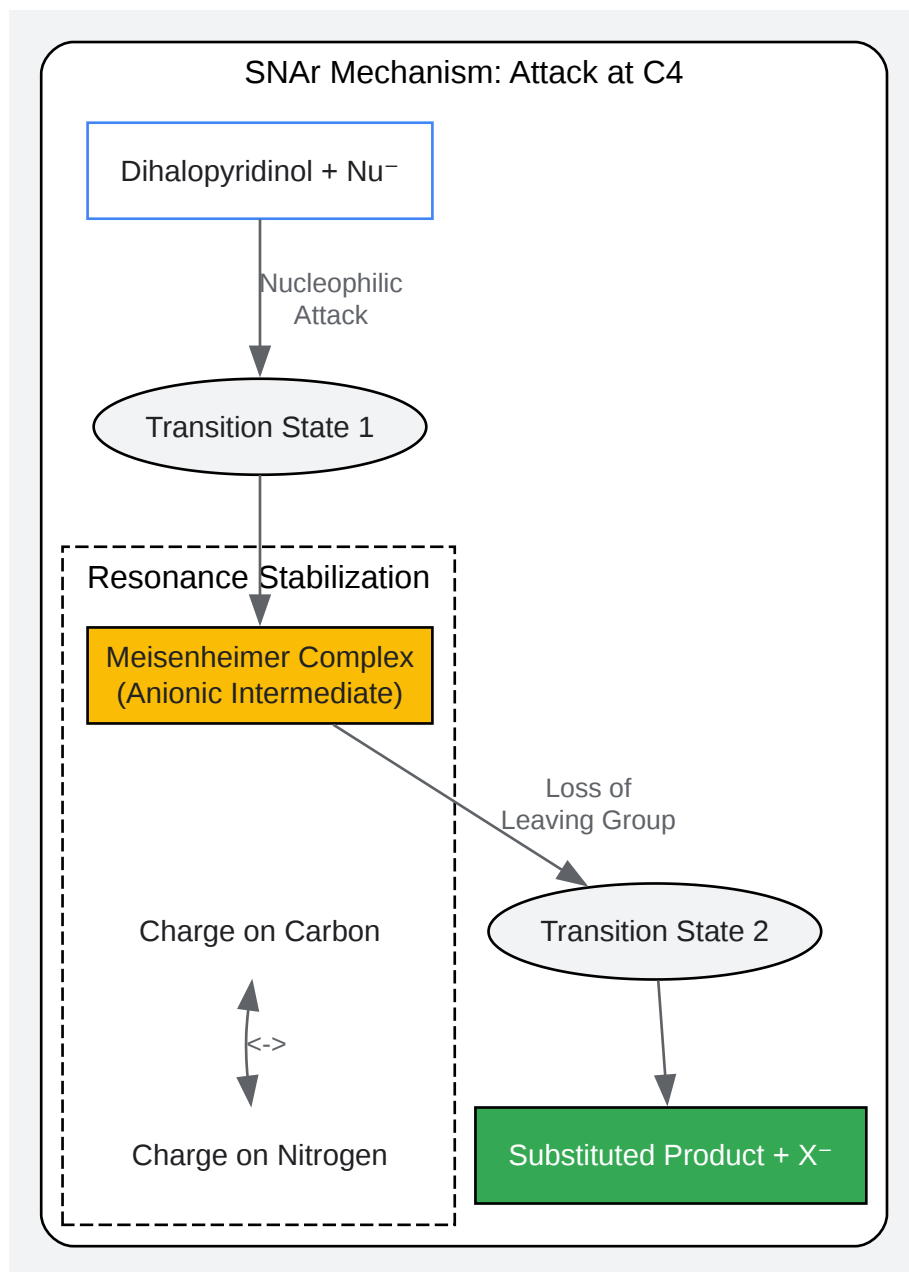 SNAr Mechanism: Attack at C4
Dihalopyridinol + Nu⁻
Nucleophilic
Attack
Transition State 1
Resonance Stabilization
Meisenheimer Complex
(Anionic Intermediate)
Loss of
Leaving Group
Charge on Carbon
Transition State 2
<->
Charge on Nitrogen
Substituted Product + X⁻